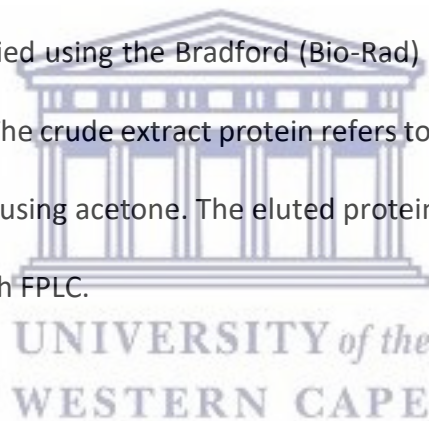 ied using the Bradford (Bio-Rad)
he crude extract protein refers to
using acetone. The eluted protein
h FPLC.
UNIVERSITY of the
WESTERN CAPE